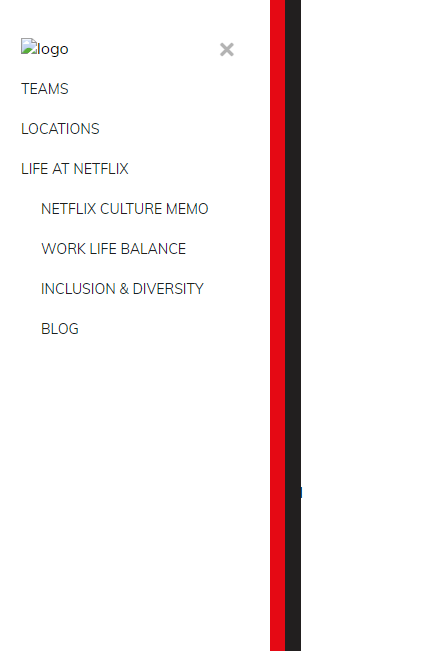 logo
TEAMS
LOCATIONS
LIFE AT NETFLIX
NETFLIX CULTURE MEMO
WORK LIFE BALANCE
INCLUSION & DIVERSITY
BLOG